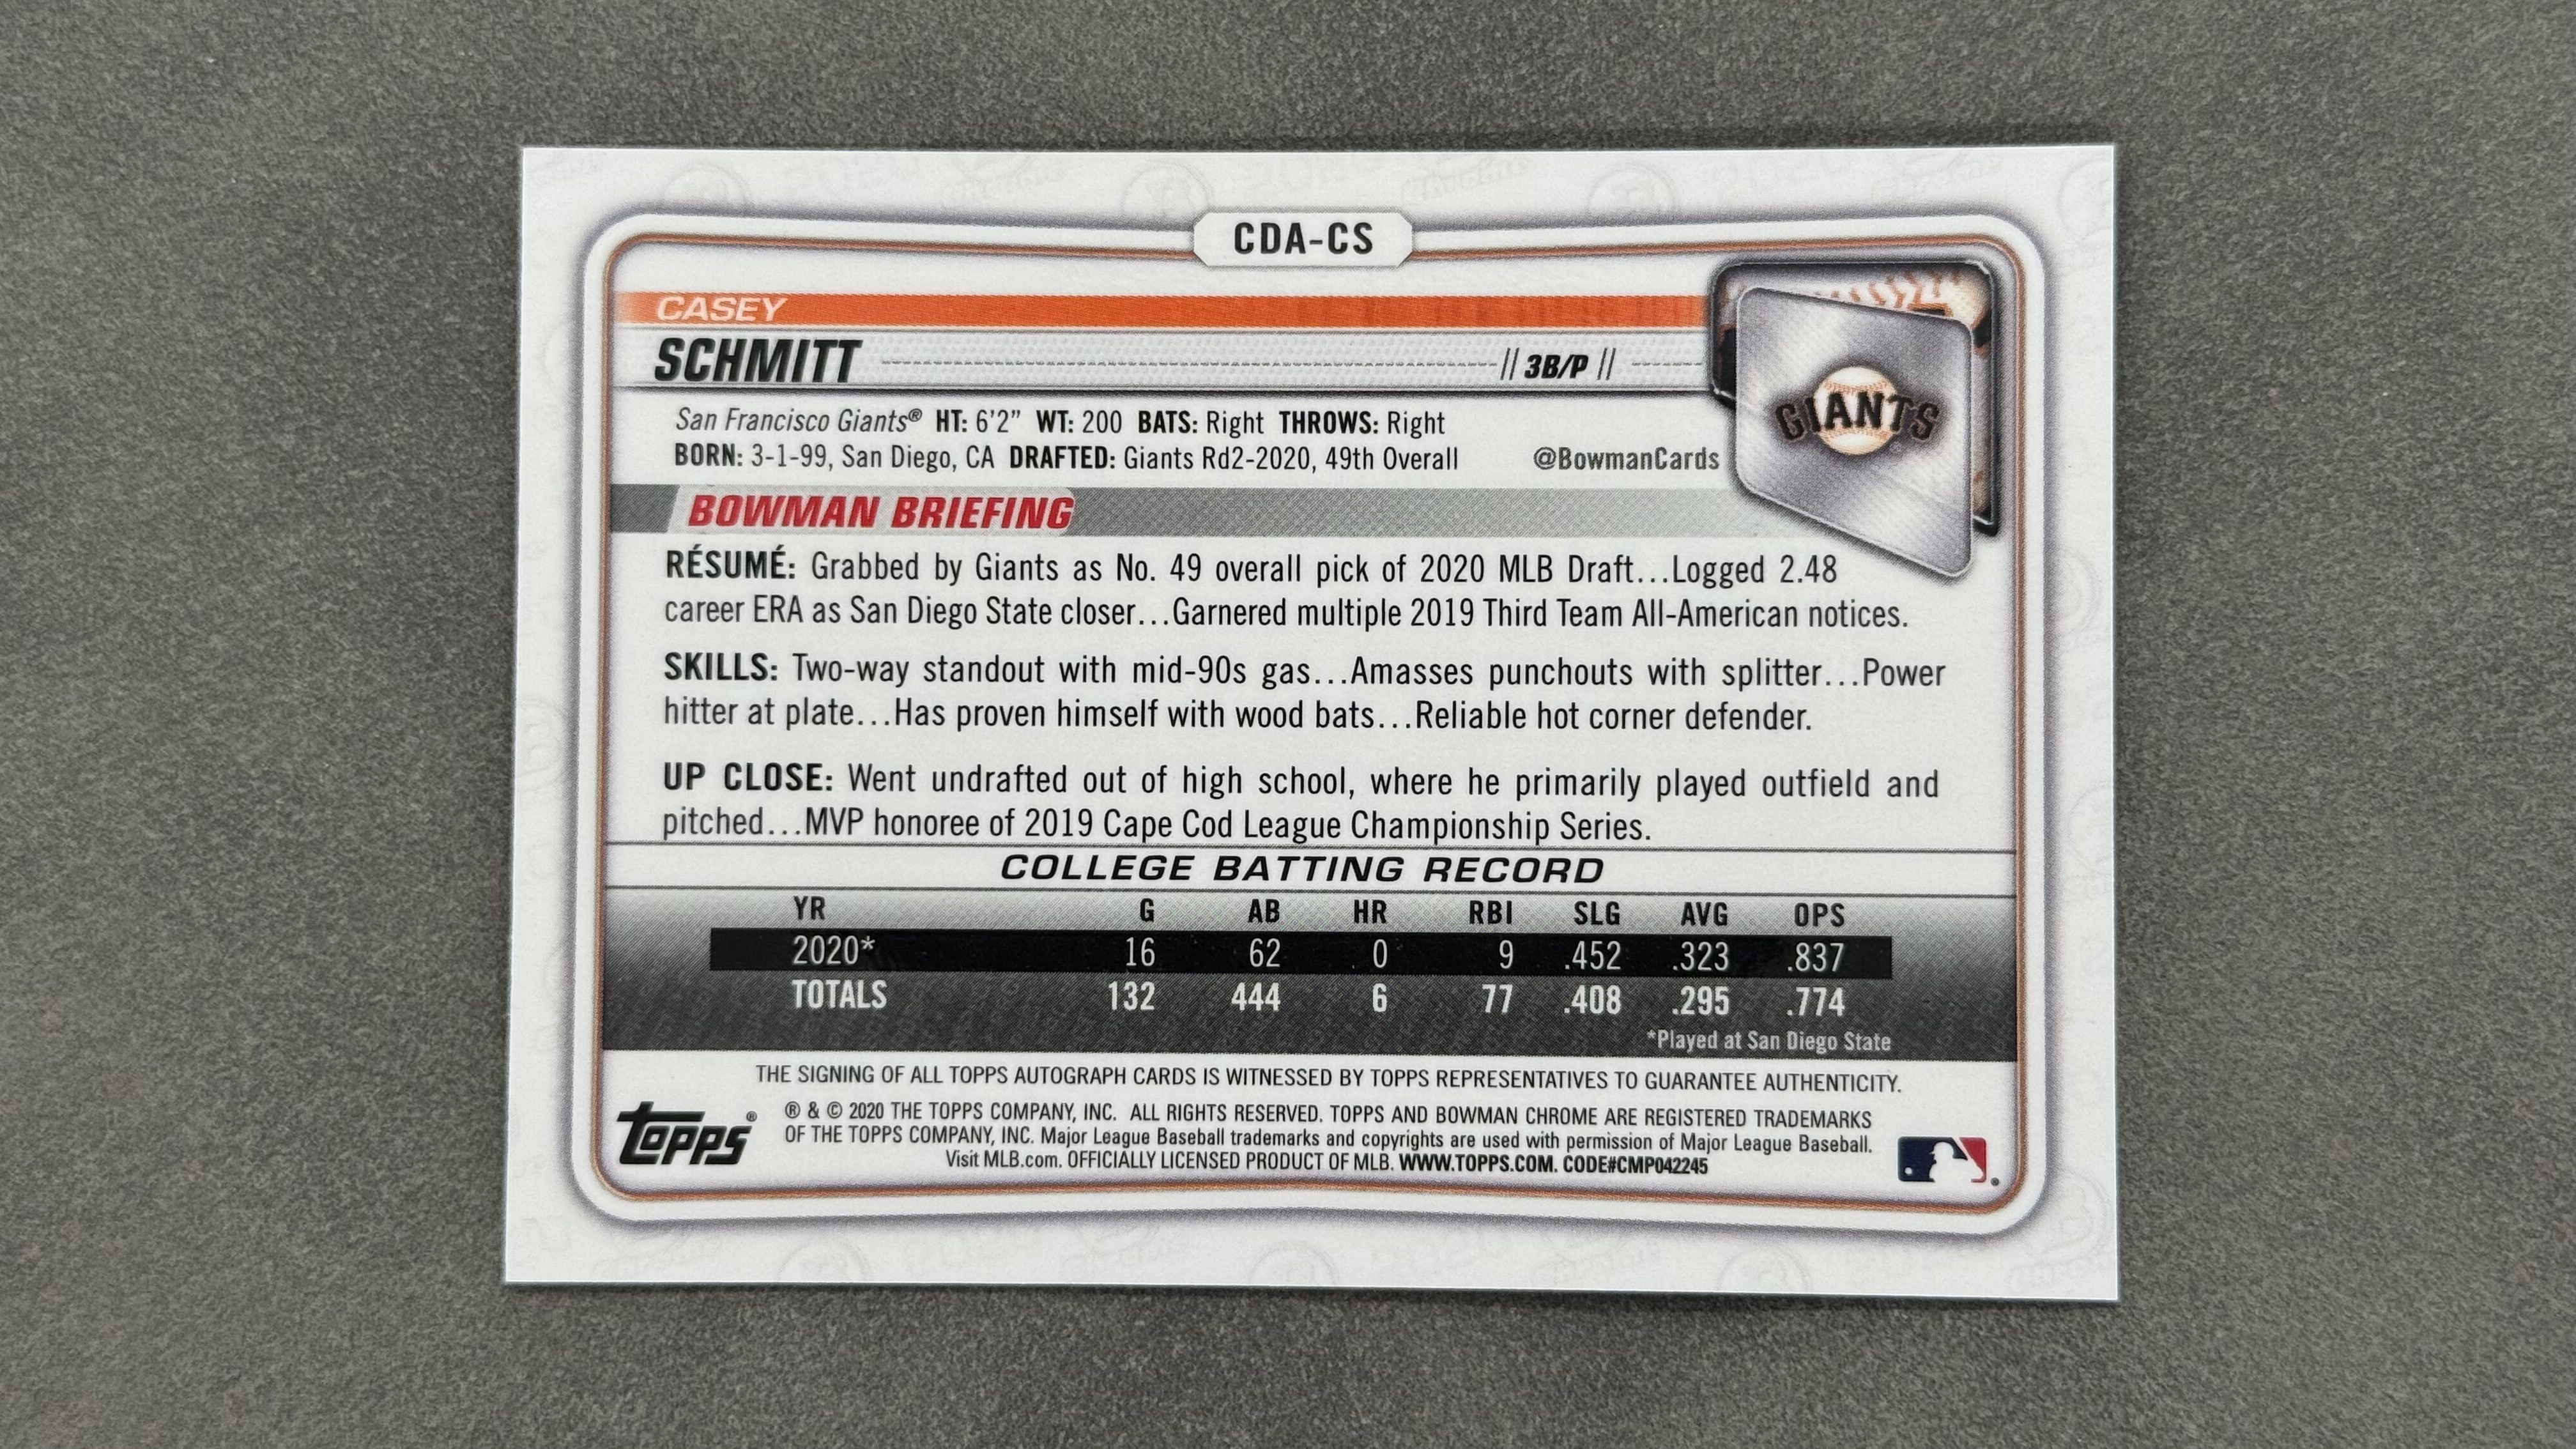 CDA-CS
CASEY
SCHMITT // 3B/P //
GIANTS
San Francisco Giants® HT: 6'2" WT: 200 BATS: Right THROWS: Right
BORN: 3-1-99, San Diego, CA DRAFTED: Giants Rd2-2020, 49th Overall @BowmanCards
BOWMAN BRIEFING
RÉSUMÉ: Grabbed by Giants as No. 49 overall pick of 2020 MLB Draft...Logged 2.48
career ERA as San Diego State closer...Garnered multiple 2019 Third Team All-American notices.
SKILLS: Two-way standout with mid-90s gas...Amasses punchouts with splitter...Power
hitter at plate...Has proven himself with wood bats...Reliable hot corner defender.
UP CLOSE: Went undrafted out of high school, where he primarily played outfield and
pitched...MVP honoree of 2019 Cape Cod League Championship Series.
COLLEGE BATTING RECORD
YR G AB HR RBI SLG AVG OPS
2020* 16 62 0 9 .452 .323 .837
TOTALS 132 444 6 77 .408 .295 .774
*Played at San Diego State
THE SIGNING OF ALL TOPPS AUTOGRAPH CARDS IS WITNESSED BY TOPPS REPRESENTATIVES TO GUARANTEE AUTHENTICITY.
topps®
® & © 2020 THE TOPPS COMPANY, INC. ALL RIGHTS RESERVED. TOPPS AND BOWMAN CHROME ARE REGISTERED TRADEMARKS
OF THE TOPPS COMPANY, INC. Major League Baseball trademarks and copyrights are used with permission of Major League Baseball.
Visit MLB.com. OFFICIALLY LICENSED PRODUCT OF MLB. WWW.TOPPS.COM. CODE#CMP042245